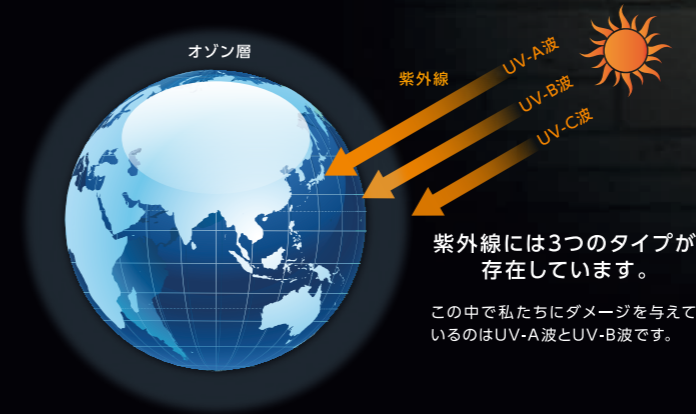 オゾン層
紫外線
UV-A波
UV-B波
UV-C波
紫外線には3つのタイプが
存在しています。
この中で私たちにダメージを与えて
いるのはUV-A波とUV-B波です。